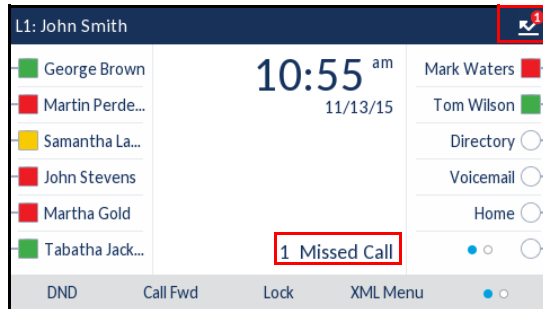 L1: John Smith
1
George Brown
10:55 am
Mark Waters
Martin Perde...
11/13/15
Tom Wilson
Samantha La...
Directory
John Stevens
Voicemail
Martha Gold
Home
Tabatha Jack...
1 Missed Call
DND Call Fwd Lock XML Menu